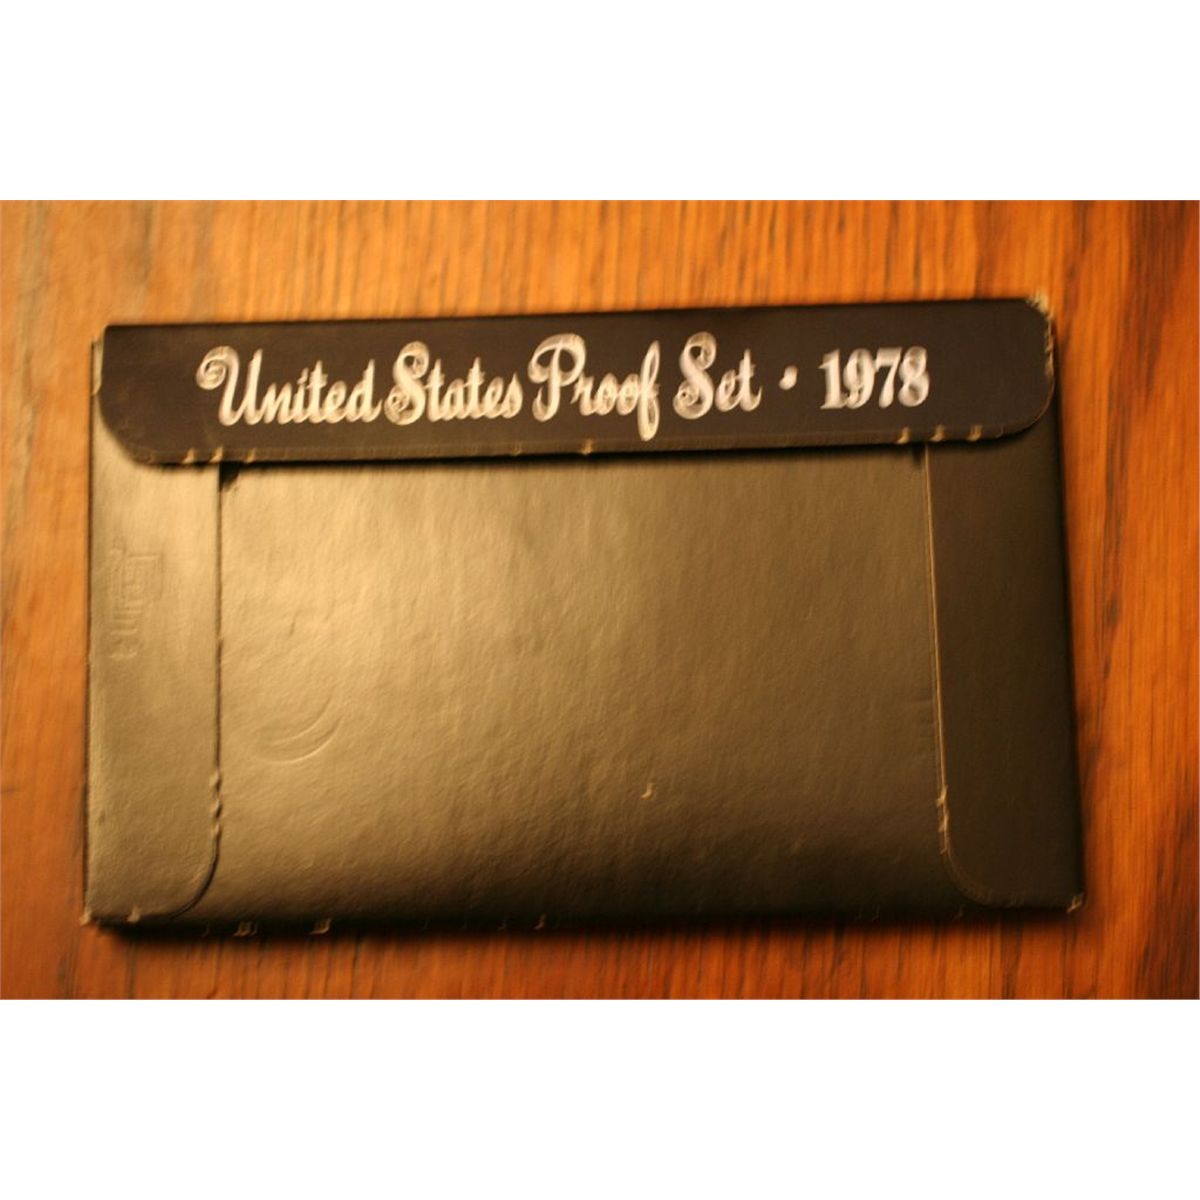 United States Proof Set · 1978